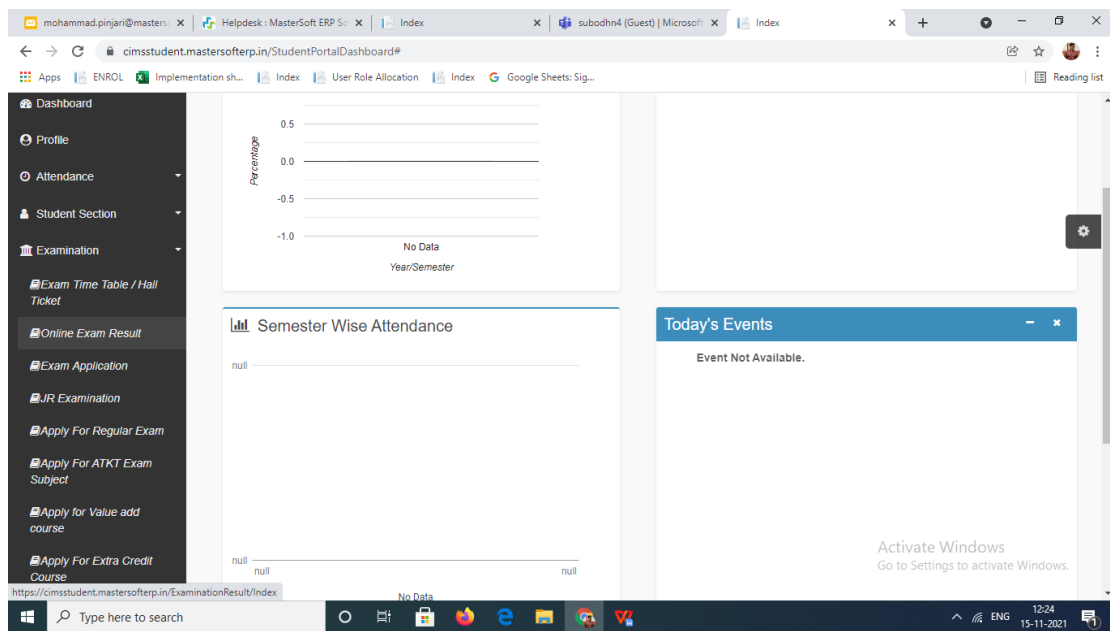 mohammad.pinjari@masters
Helpdesk : MasterSoft ERP So
Index
subodhn4 (Guest) | Microsoft
Index
cimsstudent.mastersofterp.in/StudentPortalDashboard#
Apps
ENROL
Implementation sh...
Index
User Role Allocation
Index
Google Sheets: Sig...
Reading list
Dashboard
Profile
Attendance
Student Section
Examination
Exam Time Table / Hall
Ticket
Online Exam Result
Exam Application
JR Examination
Apply For Regular Exam
Apply For ATKT Exam
Subject
Apply for Value add
course
Apply For Extra Credit
Course
0.5
0.0
-0.5
-1.0
Percentage
No Data
Year/Semester
Semester Wise Attendance
null
null
null
null
No Data
Today's Events
Event Not Available.
Activate Windows
Go to Settings to activate Windows.
https://cimsstudent.mastersofterp.in/ExaminationResult/Index
Type here to search
ENG
12:24
15-11-2021